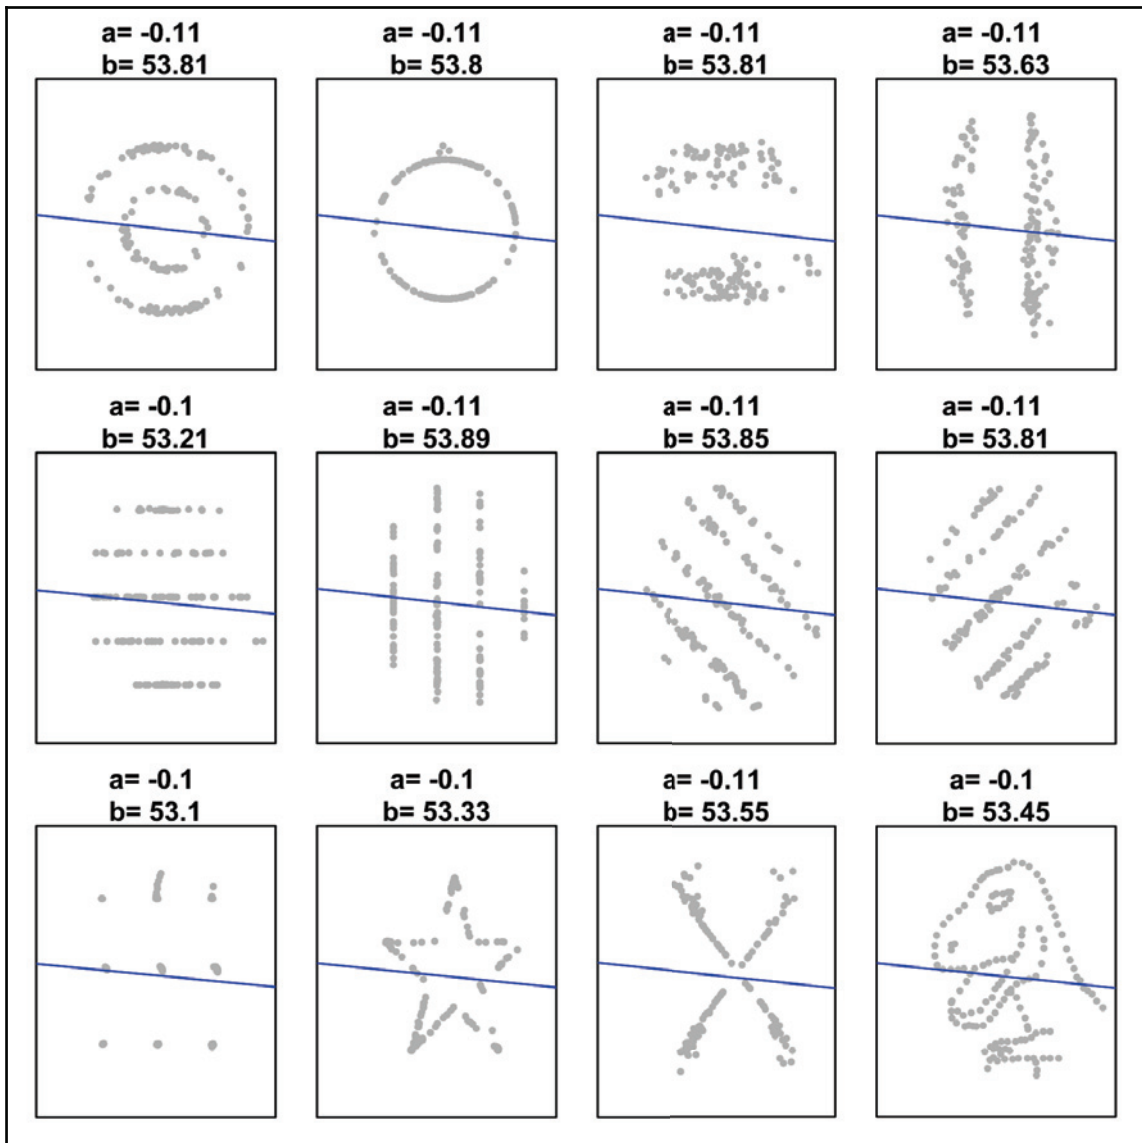 a= -0.11
b= 53.81
a= -0.11
b= 53.8
a= -0.11
b= 53.81
a= -0.11
b= 53.63
a= -0.1
b= 53.21
a= -0.11
b= 53.89
a= -0.11
b= 53.85
a= -0.11
b= 53.81
a= -0.1
b= 53.1
a= -0.1
b= 53.33
a= -0.11
b= 53.55
a= -0.1
b= 53.45